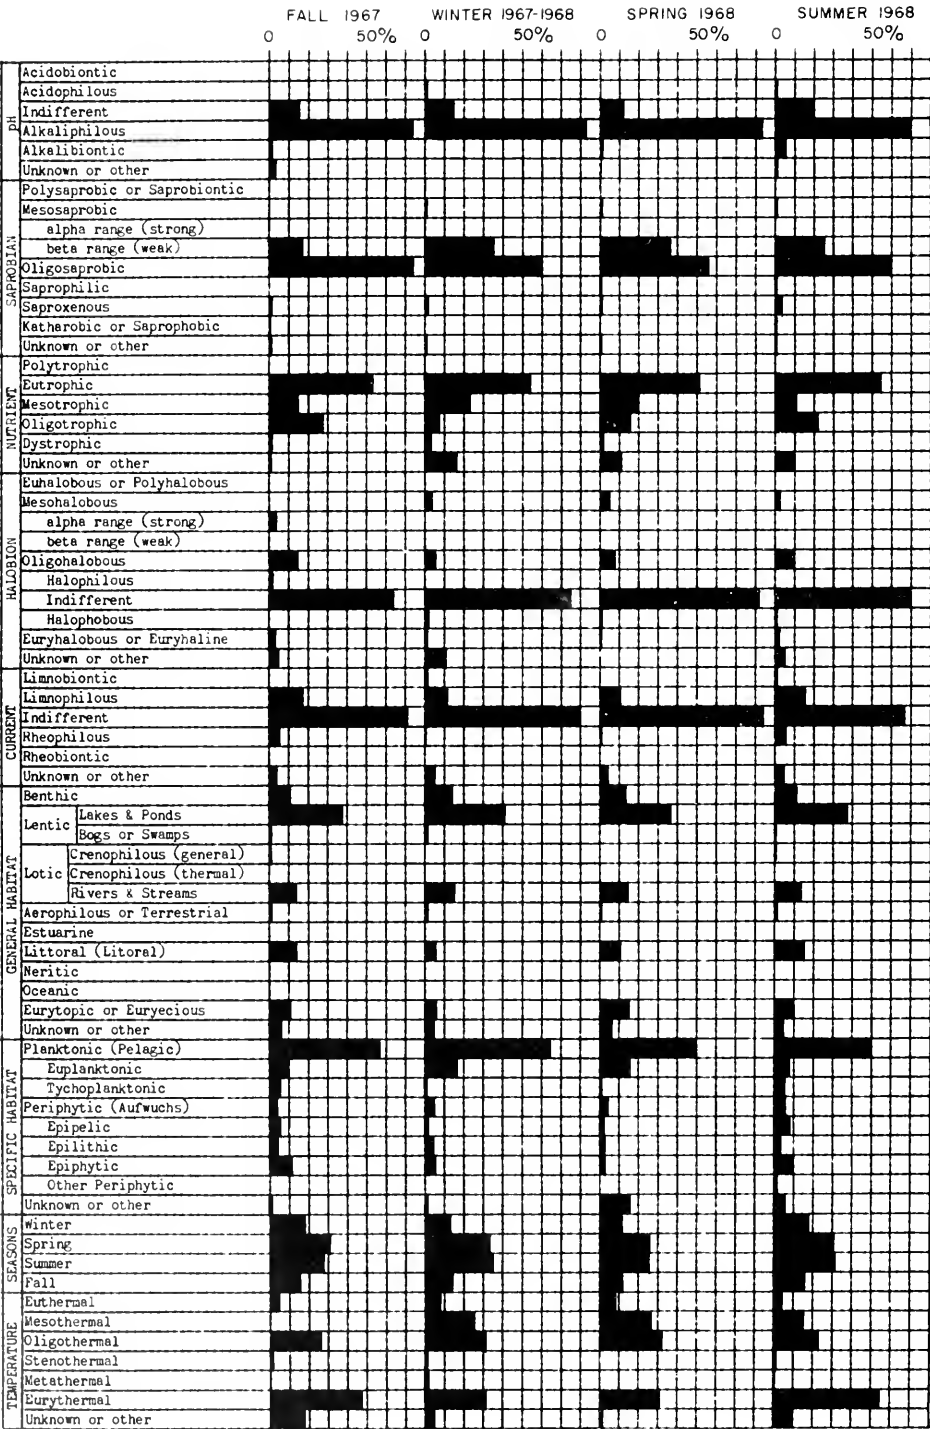 FALL 1967 WINTER 1967-1968 SPRING 1968 SUMMER 1968
0 50% 0 50% 0 50% 0 50%
pH
Acidobiontic
Acidophilous
Indifferent
Alkaliphilous
Alkalibiontic
Unknown or other
SAPROBIAN
Polysaprobic or Saprobiontic
Mesosaprobic
alpha range (strong)
beta range (weak)
Oligosaprobic
Saprophilic
Saproxenous
Katharobic or Saprophobic
Unknown or other
NUTRIENT
Polytrophic
Eutrophic
Mesotrophic
Oligotrophic
Dystrophic
Unknown or other
HALOBION
Euhalobous or Polyhalobous
Mesohalobous
alpha range (strong)
beta range (weak)
Oligohalobous
Halophilous
Indifferent
Halophobous
Euryhalobous or Euryhaline
Unknown or other
CURRENT
Limnobiontic
Limnophilous
Indifferent
Rheophilous
Rheobiontic
Unknown or other
GENERAL HABITAT
Benthic
Lentic
Lakes & Ponds
Bogs or Swamps
Lotic
Crenophilous (general)
Crenophilous (thermal)
Rivers & Streams
Aerophilous or Terrestrial
Estuarine
Littoral (Litoral)
Neritic
Oceanic
Eurytopic or Euryecious
Unknown or other
SPECIFIC HABITAT
Planktonic (Pelagic)
Euplanktonic
Tychoplanktonic
Periphytic (Aufwuchs)
Epipelic
Epilithic
Epiphytic
Other Periphytic
Unknown or other
SEASONS
Winter
Spring
Summer
Fall
TEMPERATURE
Euthermal
Mesothermal
Oligothermal
Stenothermal
Metathermal
Eurythermal
Unknown or other